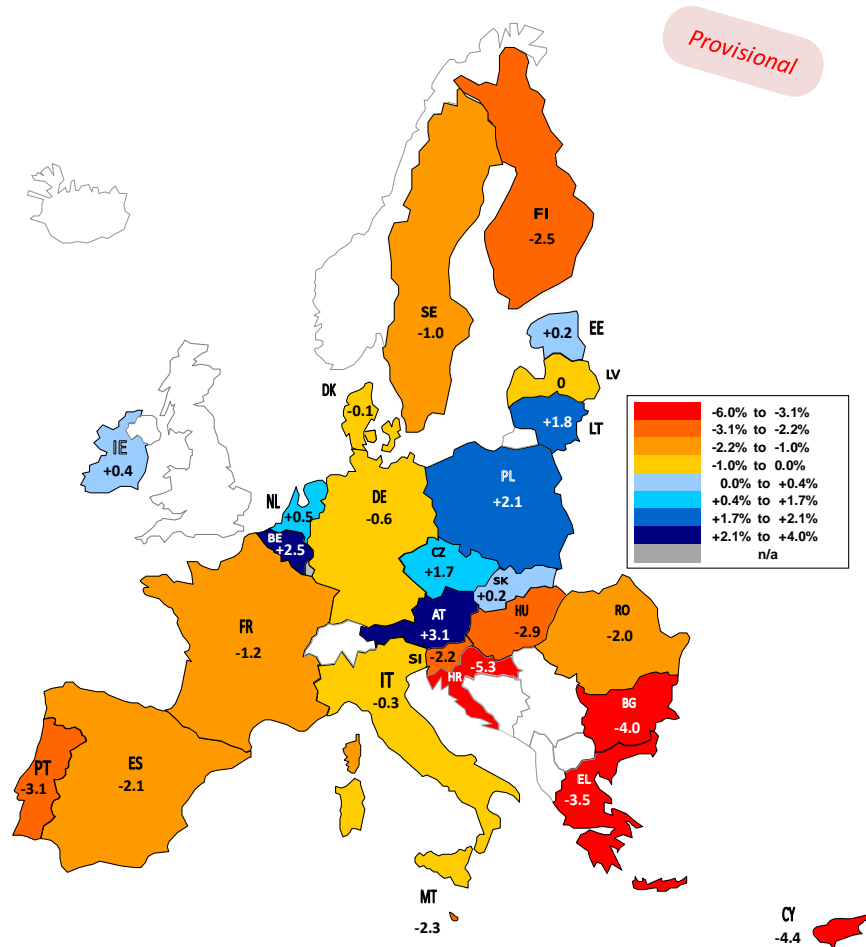 Provisional
FI
-2.5
SE
-1.0
+0.2
EE
0
LV
+1.8
LT
DK
-0.1
IE
+0.4
-6.0% to -3.1%
-3.1% to -2.2%
-2.2% to -1.0%
-1.0% to 0.0%
0.0% to +0.4%
+0.4% to +1.7%
+1.7% to +2.1%
+2.1% to +4.0%
n/a
NL
+0.5
DE
-0.6
PL
+2.1
BE
+2.5
CZ
+1.7
SK
+0.2
AT
+3.1
HU
-2.9
RO
-2.0
FR
-1.2
SI
-2.2
HR
-5.3
IT
-0.3
BG
-4.0
PT
-3.1
ES
-2.1
EL
-3.5
MT
-2.3
CY
-4.4